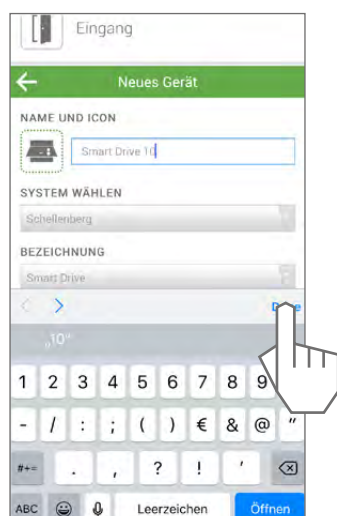 Eingang
Neues Gerät
NAME UND ICON
Smart Drive 10
SYSTEM WÄHLEN
Schellenberg
BEZEICHNUNG
Smart Drive
„10“
1 2 3 4 5 6 7 8 9
- / : ; ( ) € & @ "
#+= . , ? ! '
ABC Leerzeichen Öffnen